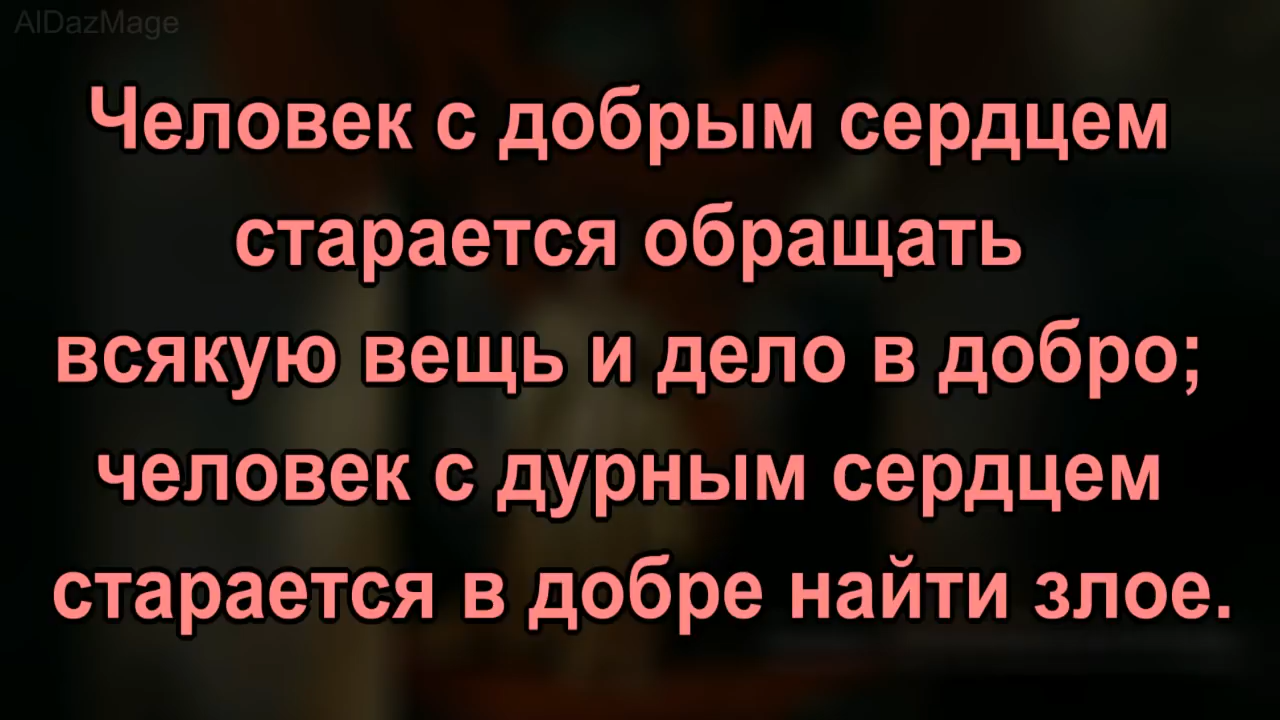 AlDazMage
Человек с добрым сердцем
старается обращать
всякую вещь и дело в добро;
человек с дурным сердцем
старается в добре найти злое.